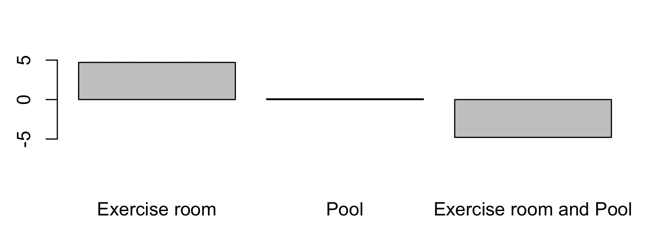 5
0
-5
Exercise room
Pool
Exercise room and Pool